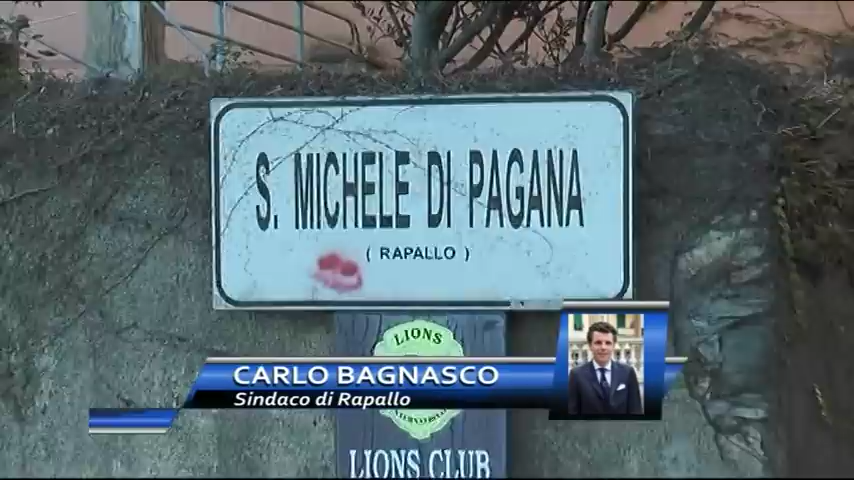 S. MICHELE DI PAGANA
( RAPALLO )
LIONS
CARLO BAGNASCO
Sindaco di Rapallo
LIONS CLUB